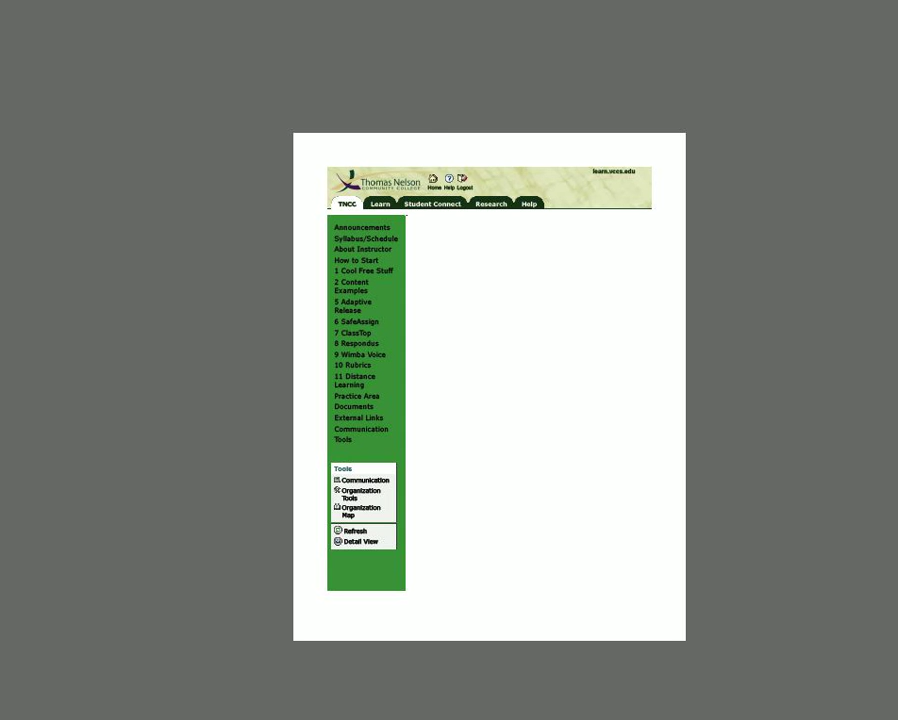 learn.vccs.edu
Thomas Nelson
COMMUNITY COLLEGE
Home Help Logout
TNCC Learn Student Connect Research Help
Announcements
Syllabus/Schedule
About Instructor
How to Start
1 Cool Free Stuff
2 Content
Examples
5 Adaptive
Release
6 SafeAssign
7 ClassTop
8 Respondus
9 Wimba Voice
10 Rubrics
11 Distance
Learning
Practice Area
Documents
External Links
Communication
Tools
Tools
Communication
Organization
Tools
Organization
Map
Refresh
Detail View